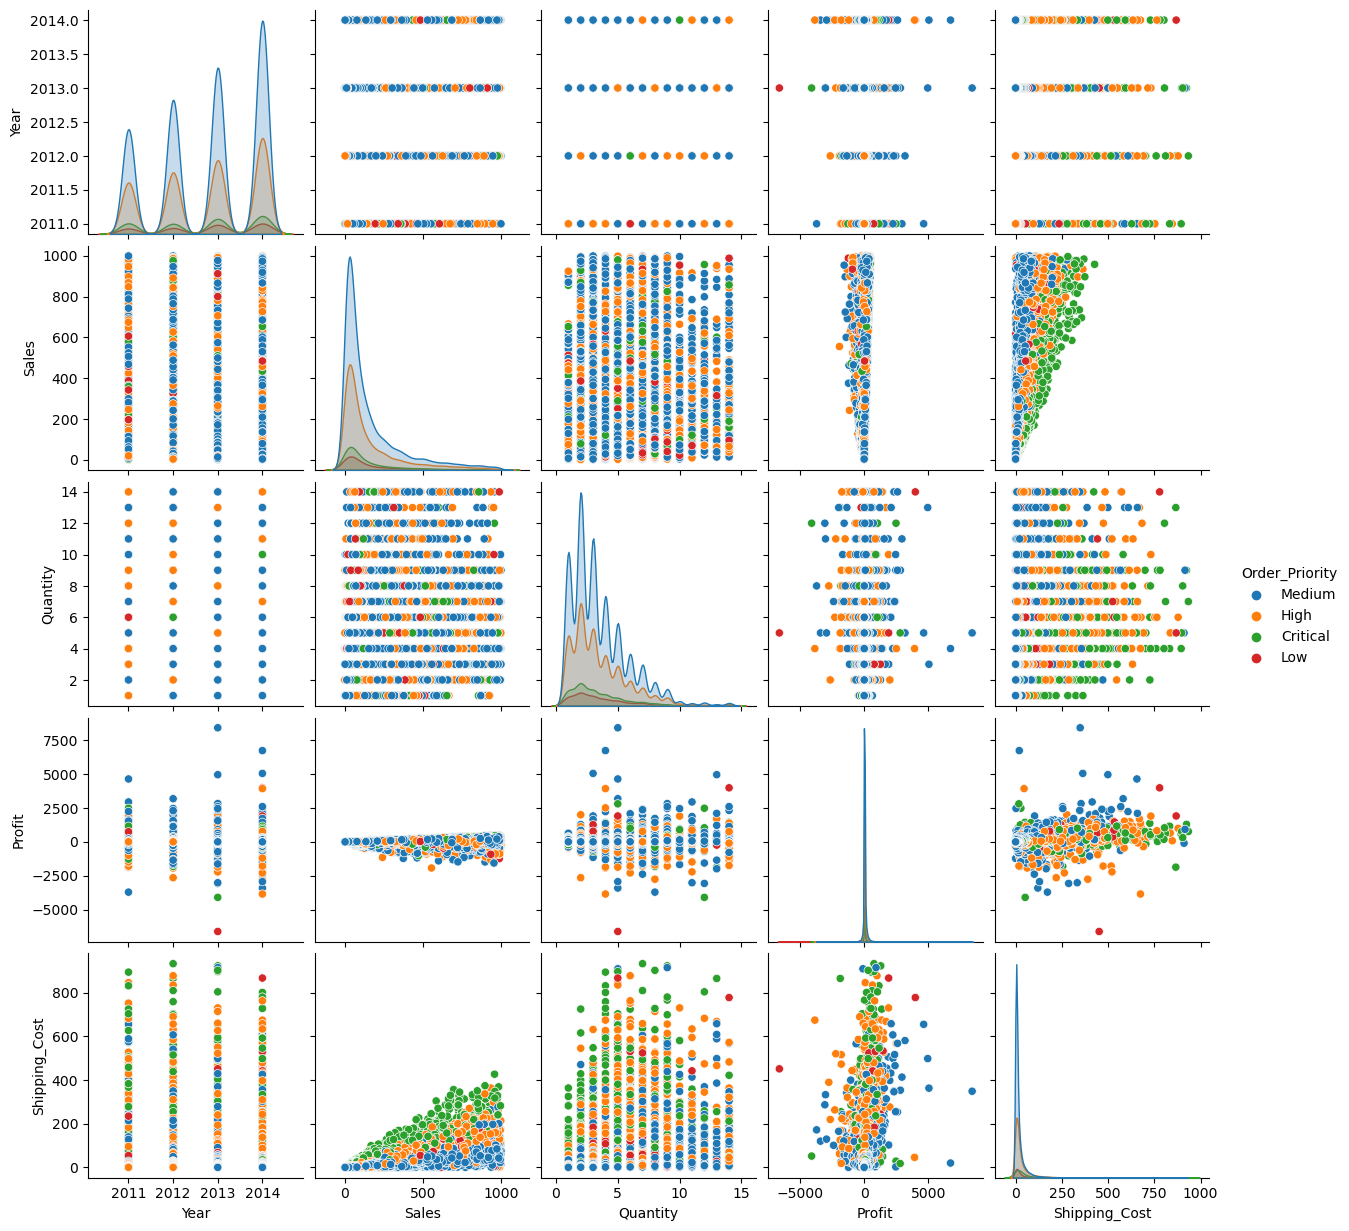 2014.0
2013.5
2013.0
2012.5
2012.0
2011.5
2011.0
Year
1000
800
600
400
200
0
Sales
14
12
10
8
6
4
2
Quantity
Order_Priority
Medium
High
Critical
Low
7500
5000
2500
0
−2500
−5000
Profit
800
600
400
200
0
Shipping_Cost
2011 2012 2013 2014
Year
0 500 1000
Sales
0 5 10 15
Quantity
−5000 0 5000
Profit
0 250 500 750 1000
Shipping_Cost